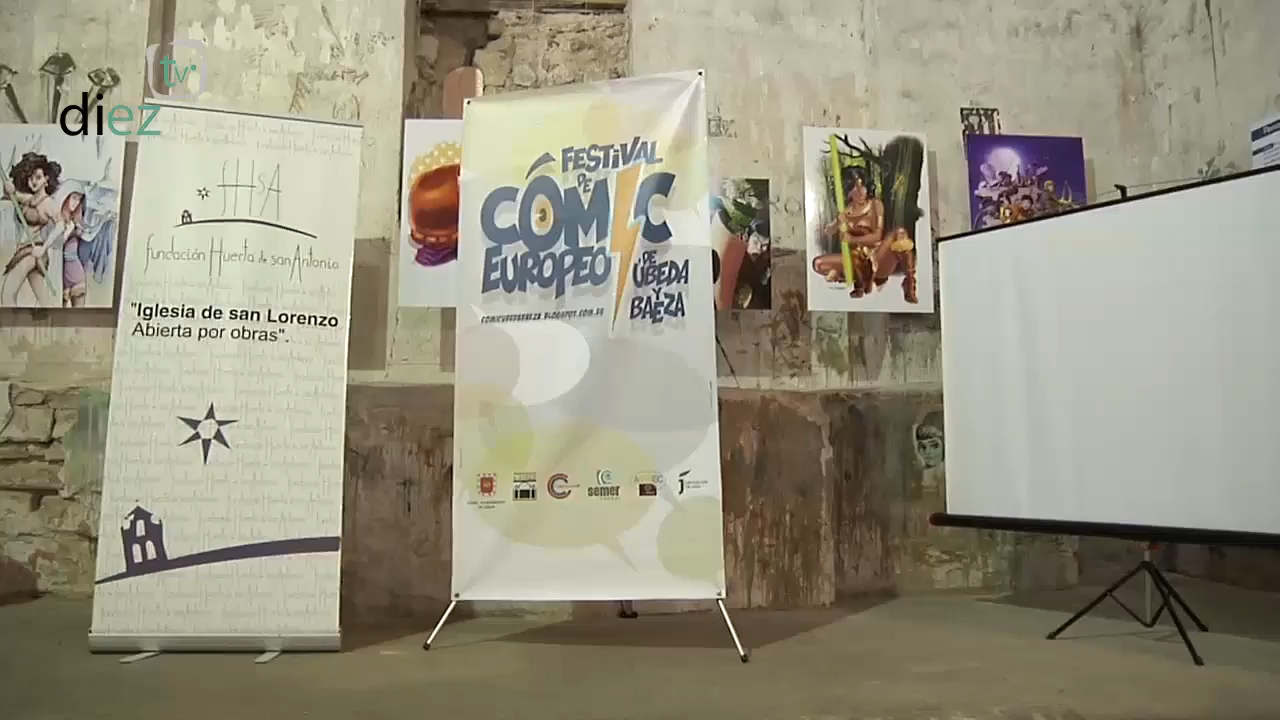 tv
diez
fHSA
fundación Huerta de san Antonio
"Iglesia de san Lorenzo
Abierta por obras".
FESTIVAL
DE
CÓMIC
EUROPEO
DE
ÚBEDA
Y
BAEZA
semer